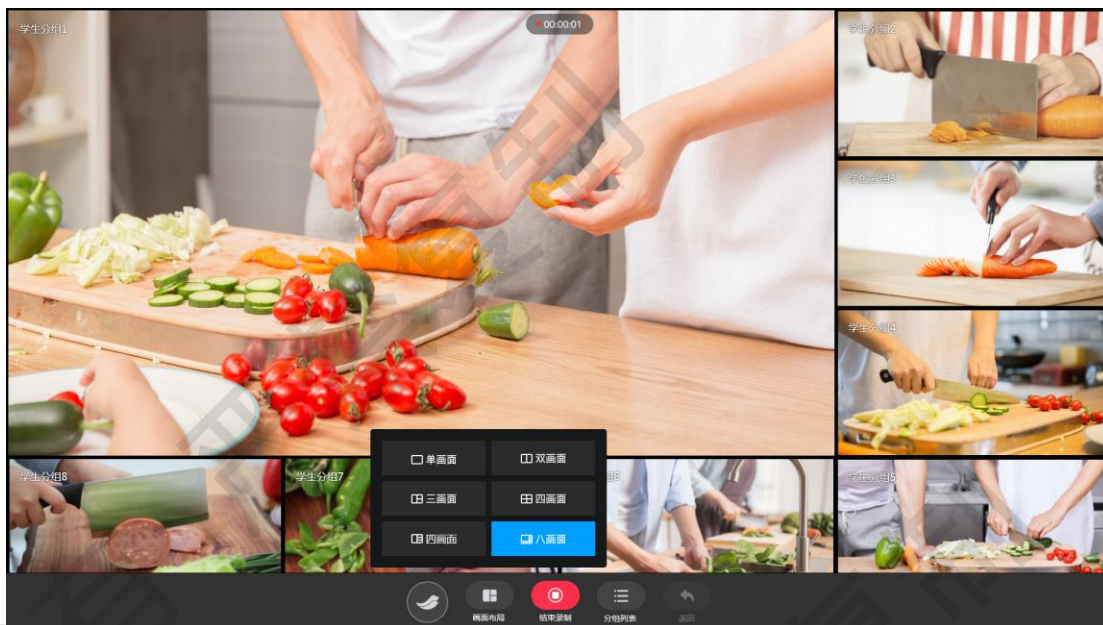 学生分组1
00:00:01
学生分组2
学生分组3
学生分组4
学生分组8
学生分组7
6
学生分组5
单画面
双画面
三画面
四画面
四画面
八画面
画面布局
结束录制
分组列表
返回